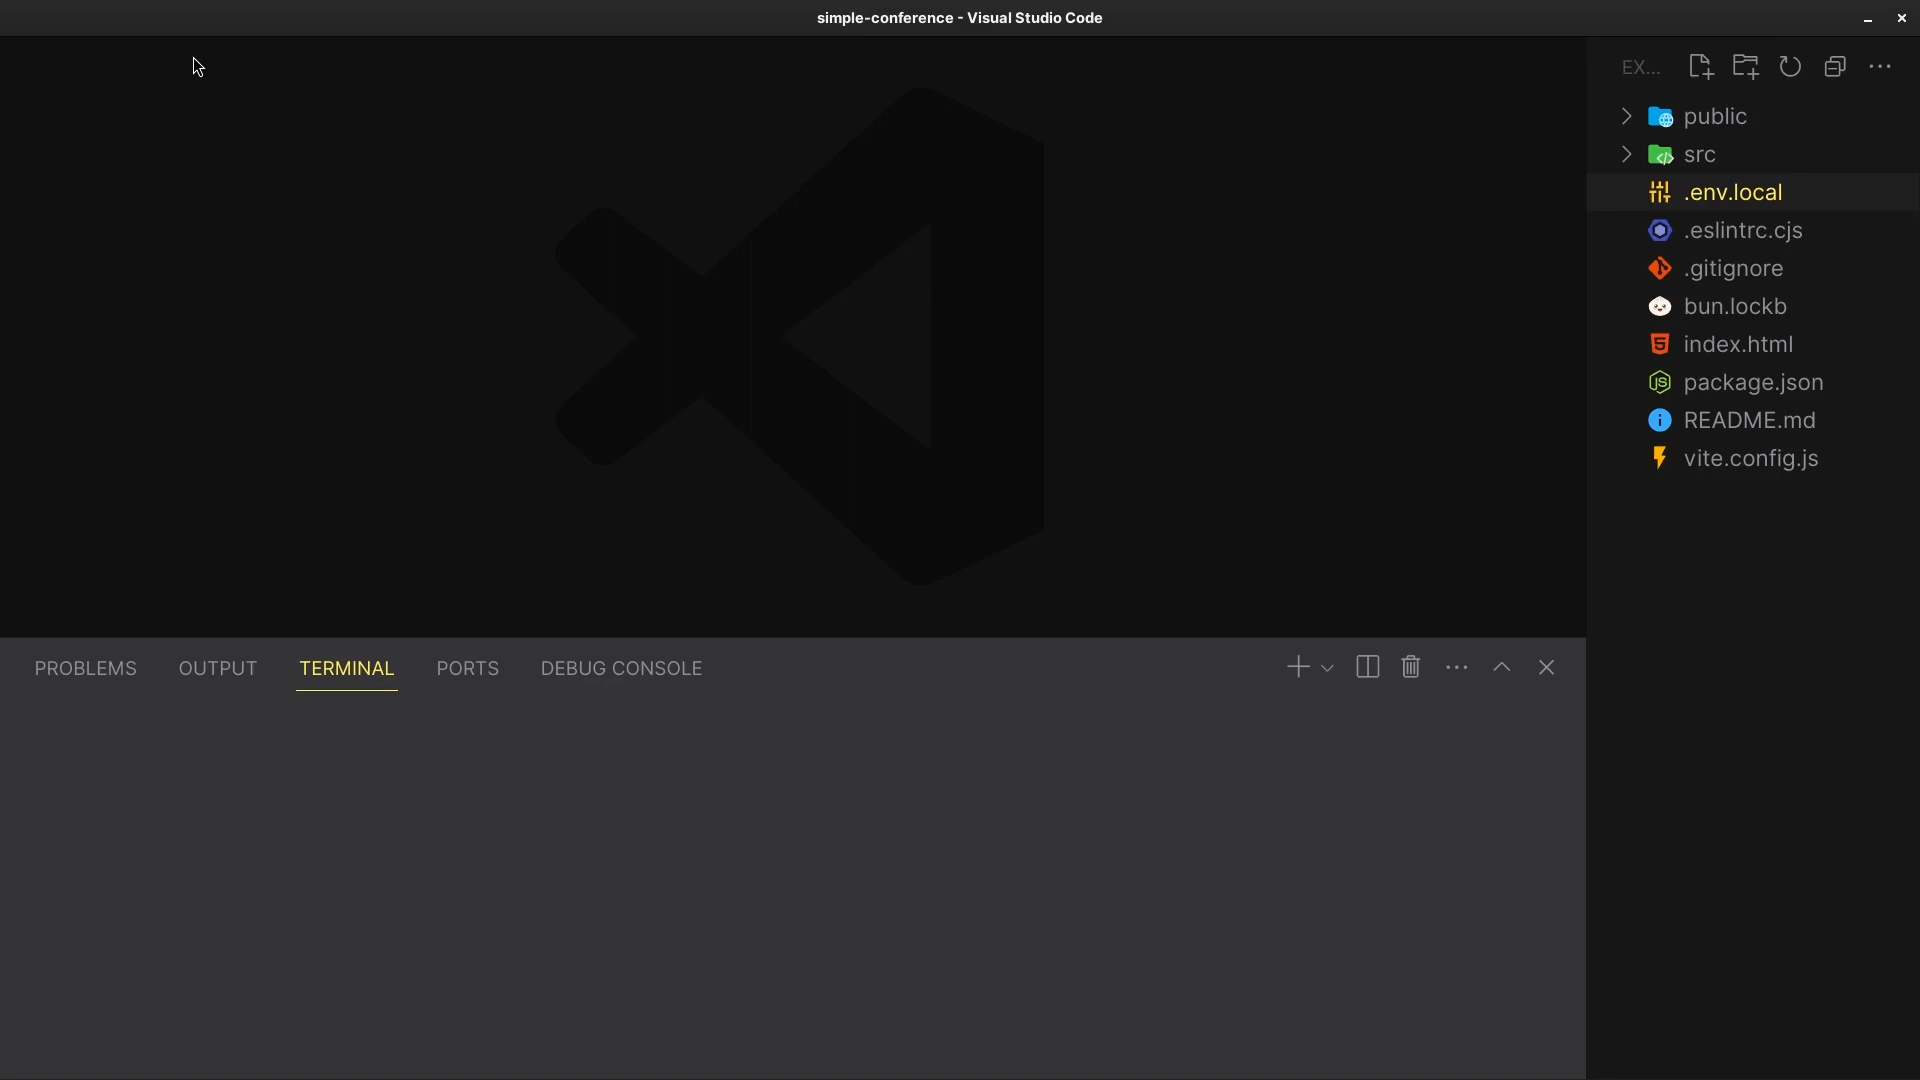 simple-conference - Visual Studio Code
EX...
public
src
.env.local
.eslintrc.cjs
.gitignore
bun.lockb
index.html
package.json
README.md
vite.config.js
PROBLEMS OUTPUT TERMINAL PORTS DEBUG CONSOLE